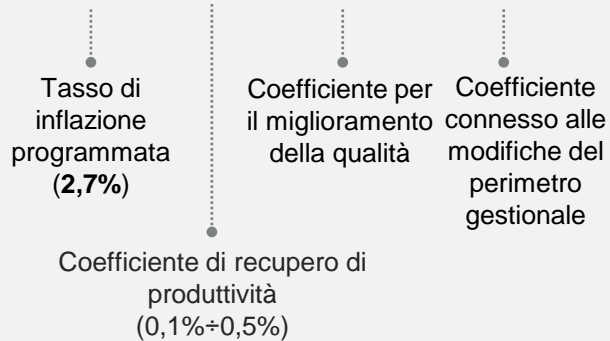 Tasso di
inflazione
programmata
(2,7%)
Coefficiente per
il miglioramento
della qualità
Coefficiente
connesso alle
modifiche del
perimetro
gestionale
Coefficiente di recupero di
produttività
(0,1%÷0,5%)